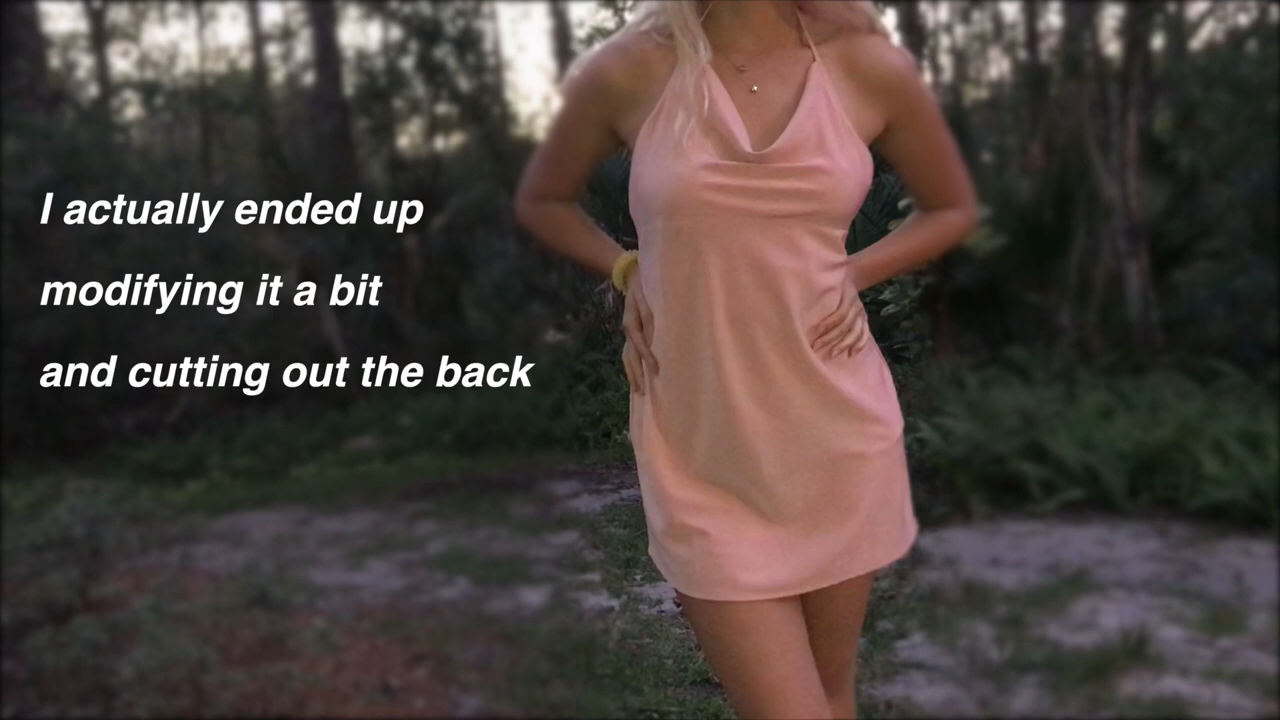 I actually ended up
modifying it a bit
and cutting out the back